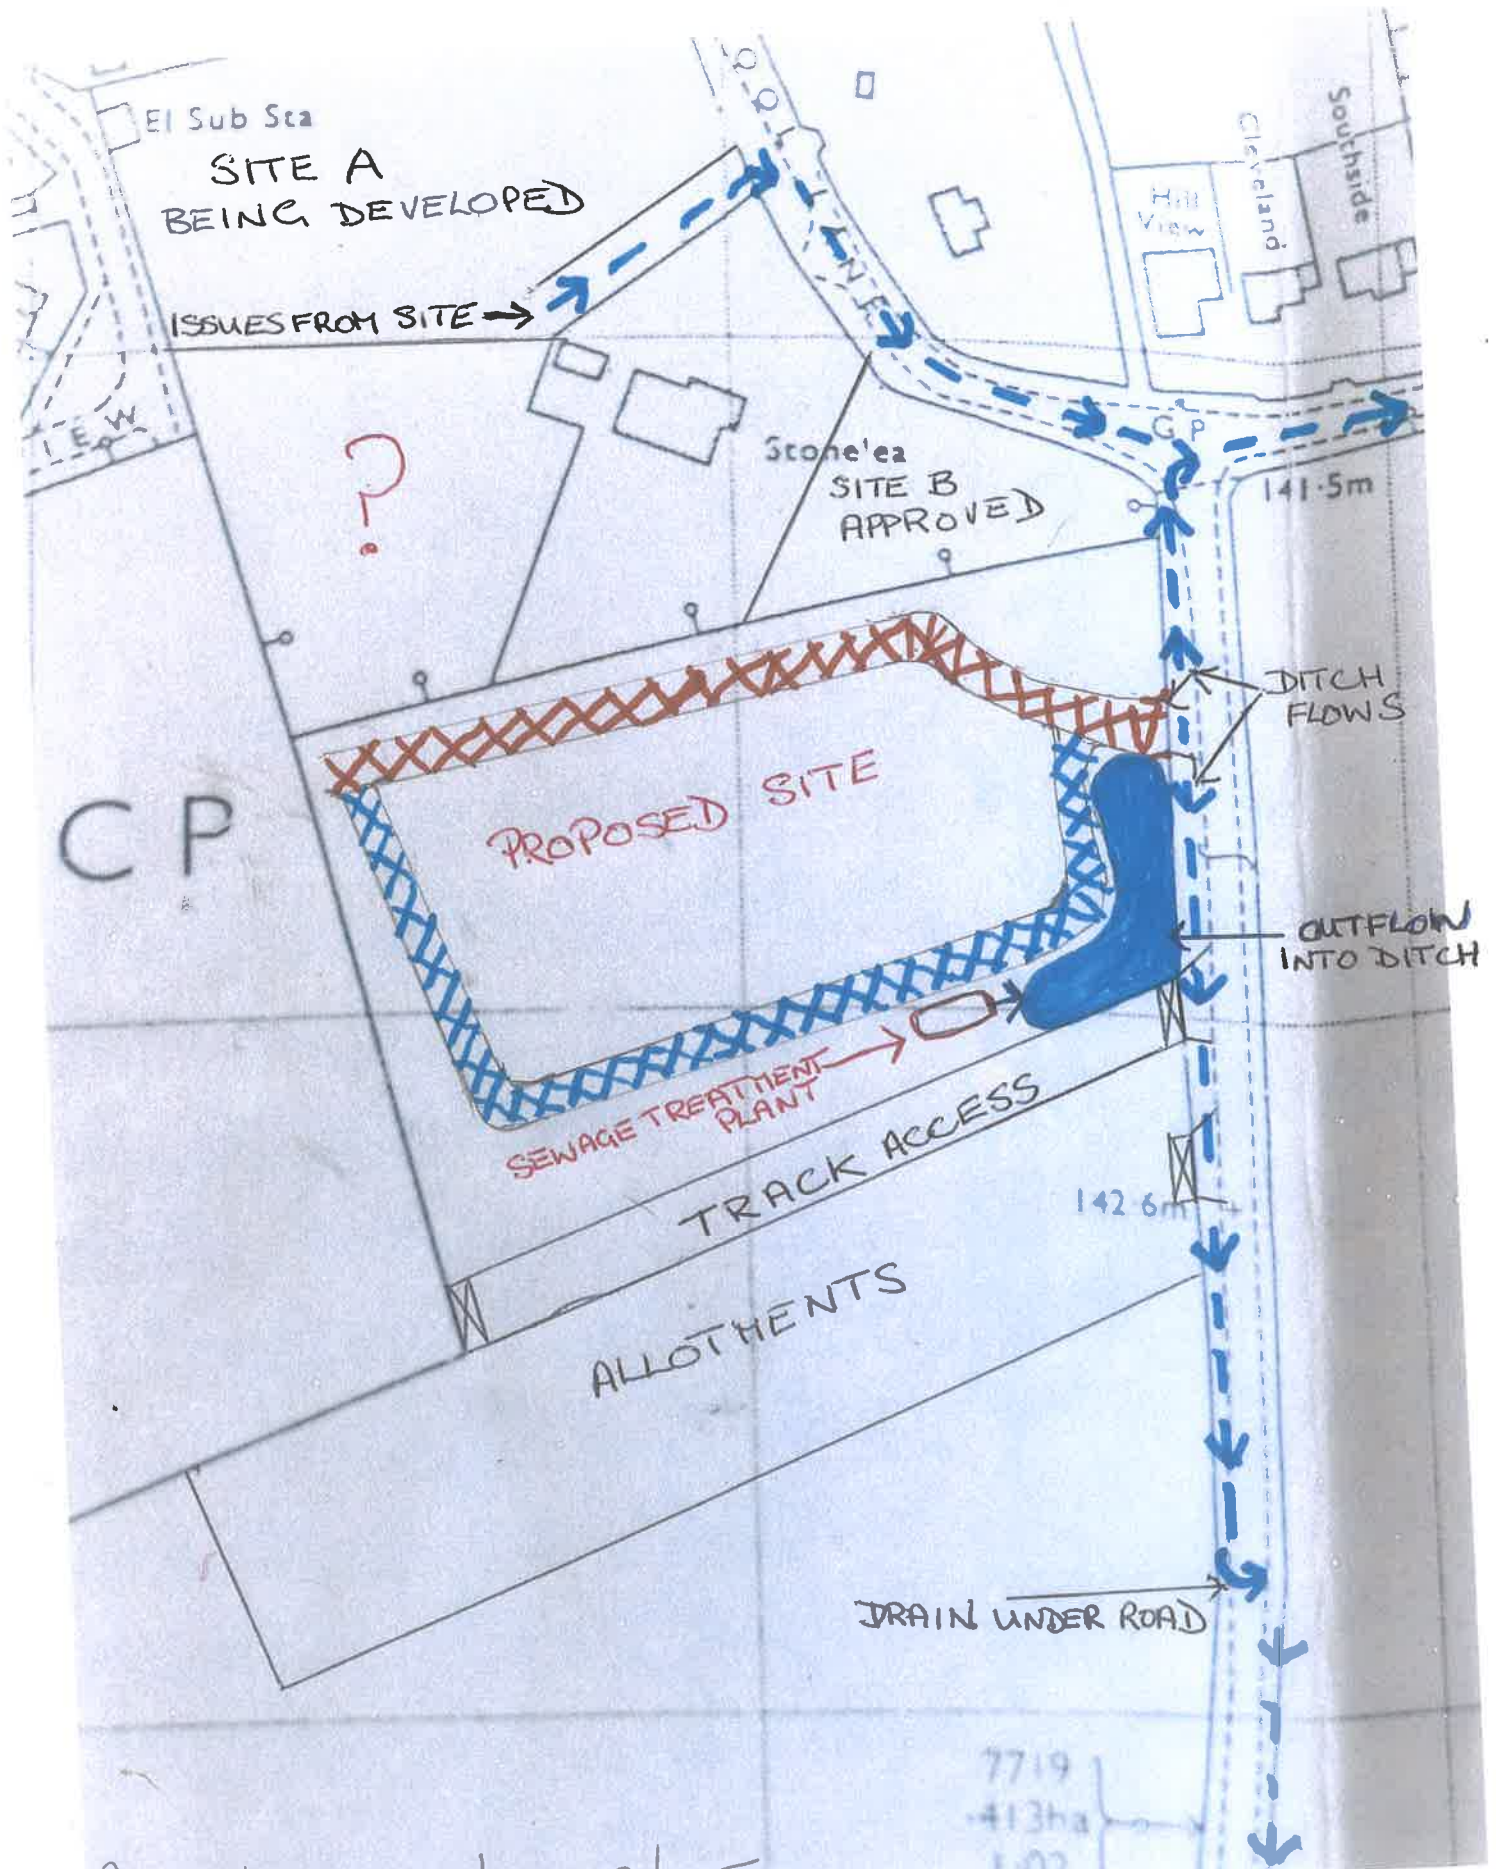 El Sub Sta
SITE A
BEING DEVELOPED
Southside
Cleveland
Hill
View
ISSUES FROM SITE
L
N
E
E W
?
Stone'ea
SITE B
APPROVED
G P
141·5m
DITCH
FLOWS
PROPOSED SITE
C P
OUTFLOW
INTO DITCH
SEWAGE TREATMENT
PLANT
TRACK ACCESS
142·6m
ALLOTMENTS
DRAIN UNDER ROAD
7719
·413ha
1·02